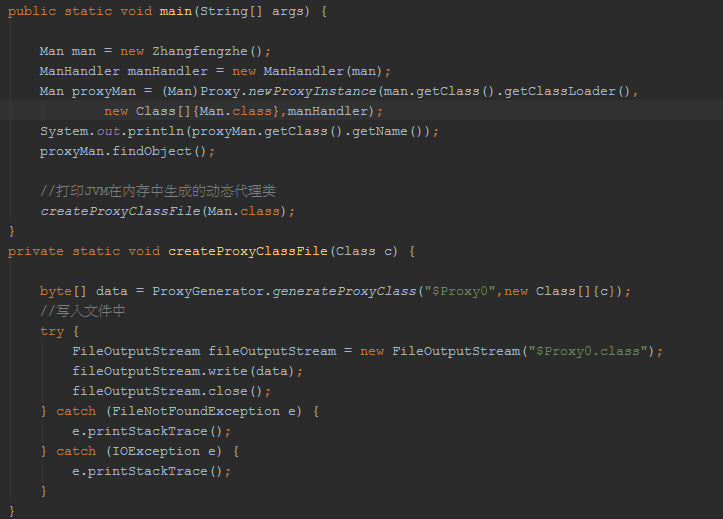 public static void main(String[] args) {
Man man = new Zhangfengzhe();
ManHandler manHandler = new ManHandler(man);
Man proxyMan = (Man)Proxy.newProxyInstance(man.getClass().getClassLoader(),
new Class[]{Man.class},manHandler);
System.out.println(proxyMan.getClass().getName());
proxyMan.findObject();
//打印JVM在内存中生成的动态代理类
createProxyClassFile(Man.class);
}
private static void createProxyClassFile(Class c) {
byte[] data = ProxyGenerator.generateProxyClass("$Proxy0",new Class[]{c});
//写入文件中
try {
FileOutputStream fileOutputStream = new FileOutputStream("$Proxy0.class");
fileOutputStream.write(data);
fileOutputStream.close();
} catch (FileNotFoundException e) {
e.printStackTrace();
} catch (IOException e) {
e.printStackTrace();
}
}